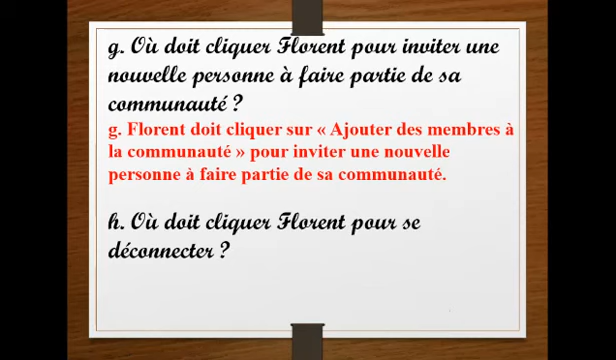 g. Où doit cliquer Florent pour inviter une
nouvelle personne à faire partie de sa
communauté ?
g. Florent doit cliquer sur « Ajouter des membres à
la communauté » pour inviter une nouvelle
personne à faire partie de sa communauté.
h. Où doit cliquer Florent pour se
déconnecter ?